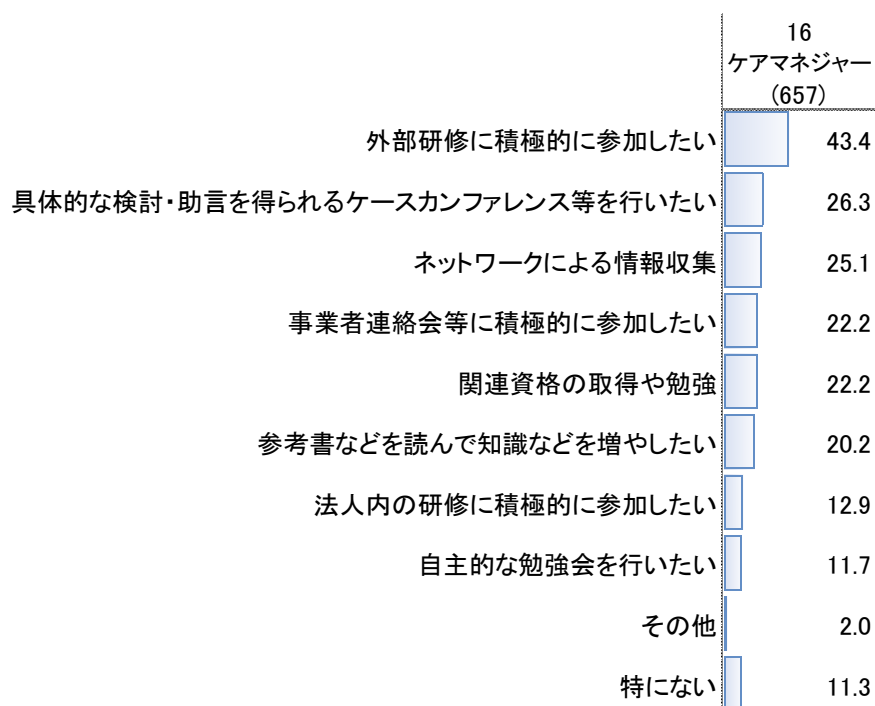 16
ケアマネジャー
(657)
外部研修に積極的に参加したい 43.4
具体的な検討・助言を得られるケースカンファレンス等を行いたい 26.3
ネットワークによる情報収集 25.1
事業者連絡会等に積極的に参加したい 22.2
関連資格の取得や勉強 22.2
参考書などを読んで知識などを増やしたい 20.2
法人内の研修に積極的に参加したい 12.9
自主的な勉強会を行いたい 11.7
その他 2.0
特にない 11.3